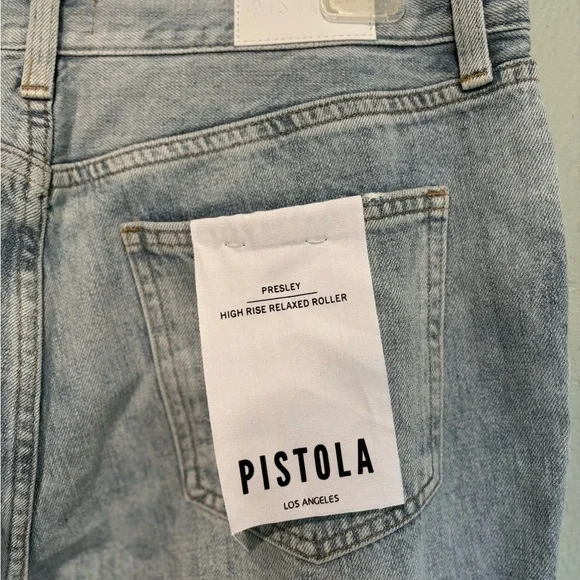 PRESLEY
HIGH RISE RELAXED ROLLER
PISTOLA
LOS ANGELES